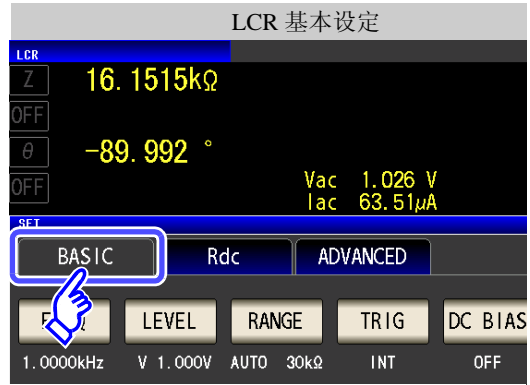 LCR 基本设定
LCR
Z 16.1515kΩ
OFF
θ -89.992 °
OFF
Vac 1.026 V
Iac 63.51μA
SET
BASIC Rdc ADVANCED
LEVEL RANGE TRIG DC BIAS
1.0000kHz V 1.000V AUTO 30kΩ INT OFF